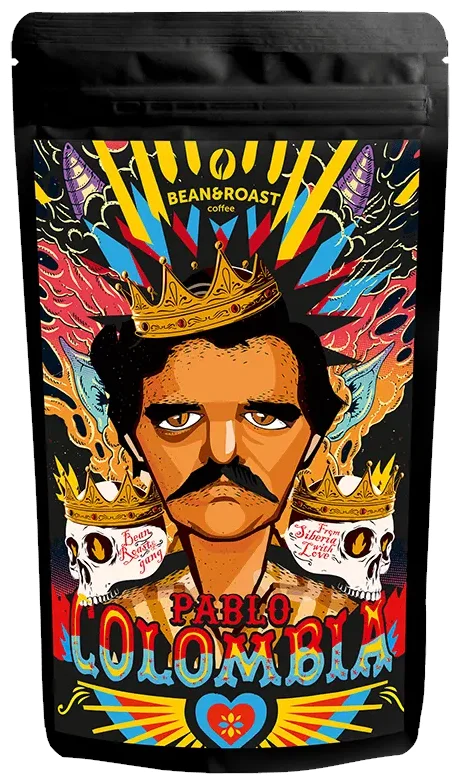 BEAN&ROAST
coffee
Bean
Roast&
gang
From
Siberia
with
Love
PABLO
COLOMBIA